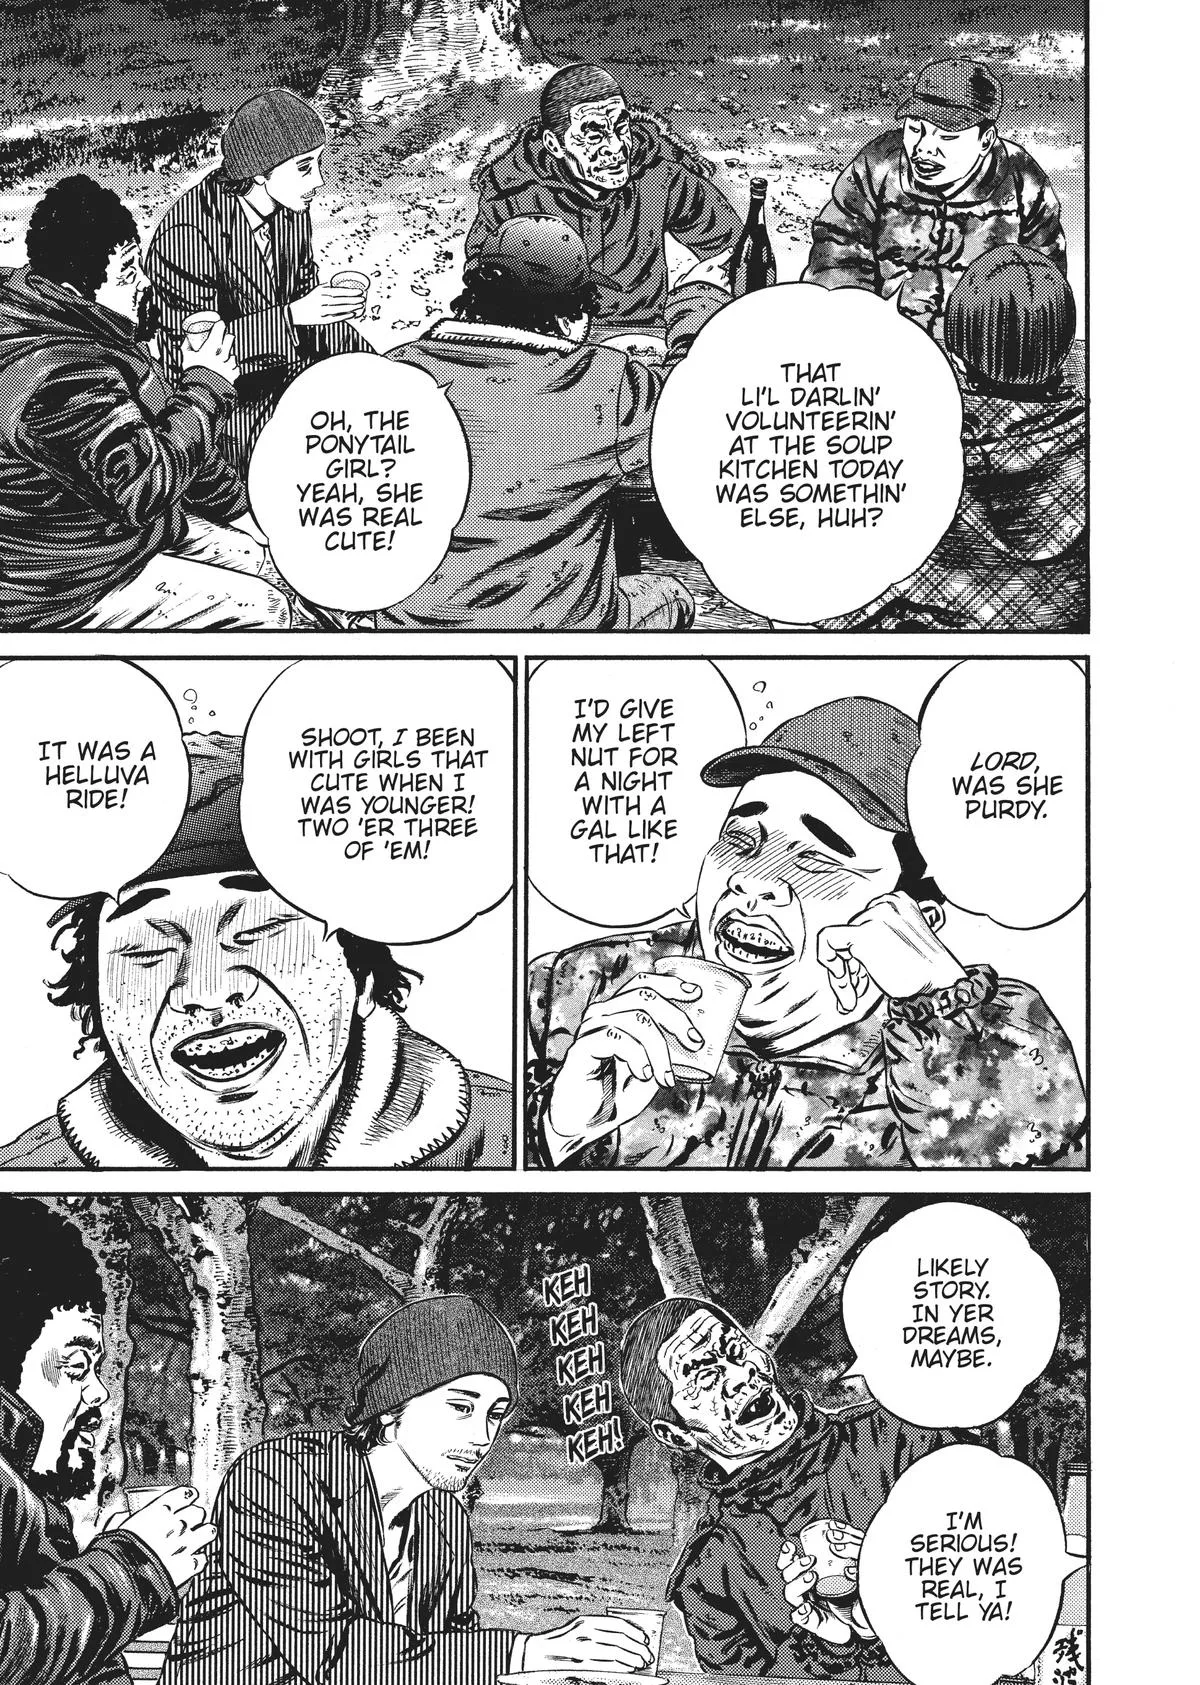 THAT
LI'L DARLIN'
VOLUNTEERIN'
AT THE SOUP
KITCHEN TODAY
WAS SOMETHIN'
ELSE, HUH?
OH, THE
PONYTAIL
GIRL?
YEAH, SHE
WAS REAL
CUTE!
LORD,
WAS SHE
PURDY.
I'D GIVE
MY LEFT
NUT FOR
A NIGHT
WITH A
GAL LIKE
THAT!
SHOOT, I BEEN
WITH GIRLS THAT
CUTE WHEN I
WAS YOUNGER!
TWO 'ER THREE
OF 'EM!
IT WAS A
HELLUVA
RIDE!
LIKELY
STORY.
IN YER
DREAMS,
MAYBE.
KEH
KEH
KEH
KEH
KEH!
I'M
SERIOUS!
THEY WAS
REAL, I
TELL YA!
残